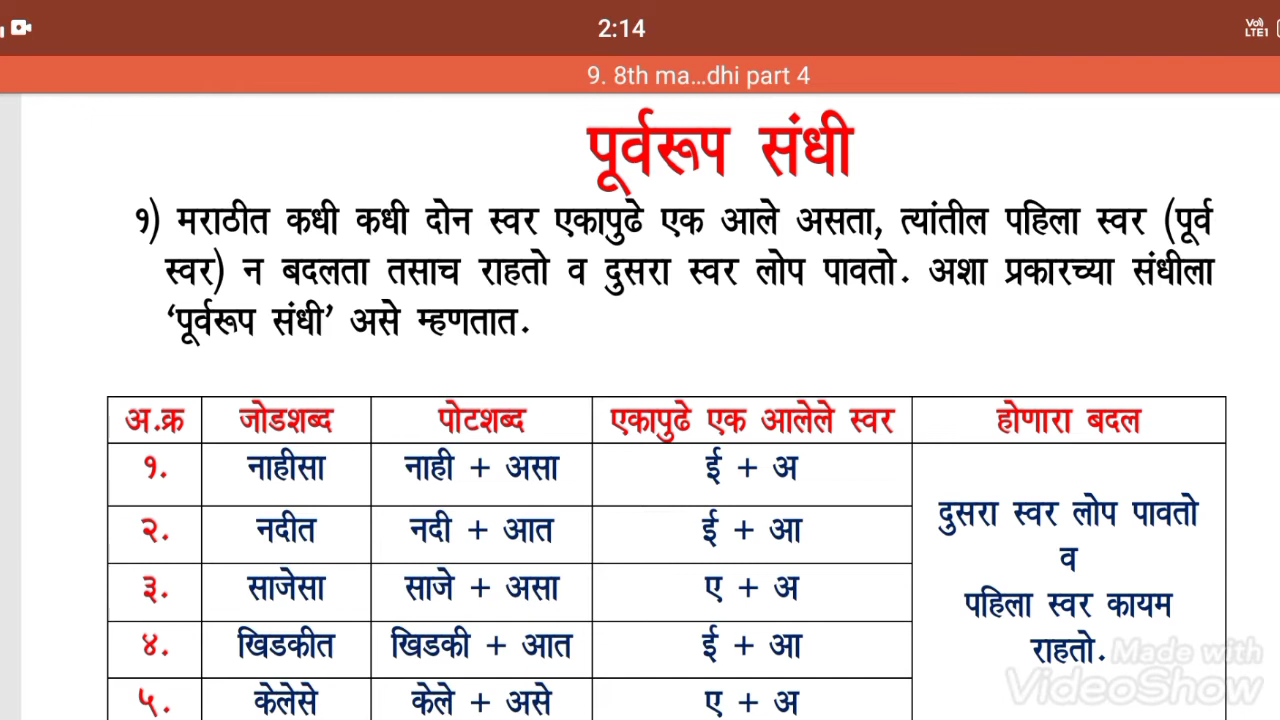 2:14
Vo))
LTE1
9. 8th ma...dhi part 4
पूर्वरूप संधी
१) मराठीत कधी कधी दोन स्वर एकापुढे एक आले असता, त्यांतील पहिला स्वर (पूर्व
स्वर) न बदलता तसाच राहतो व दुसरा स्वर लोप पावतो. अशा प्रकारच्या संधीला
‘पूर्वरूप संधी’ असे म्हणतात.
अ.क्र जोडशब्द पोटशब्द एकापुढे एक आलेले स्वर होणारा बदल
१. नाहीसा नाही + असा ई + अ
२. नदीत नदी + आत ई + आ
३. साजेसा साजे + असा ए + अ
४. खिडकीत खिडकी + आत ई + आ
५. केलेसे केले + असे ए + अ
दुसरा स्वर लोप पावतो
व
पहिला स्वर कायम
राहतो.
Made with
VideoShow